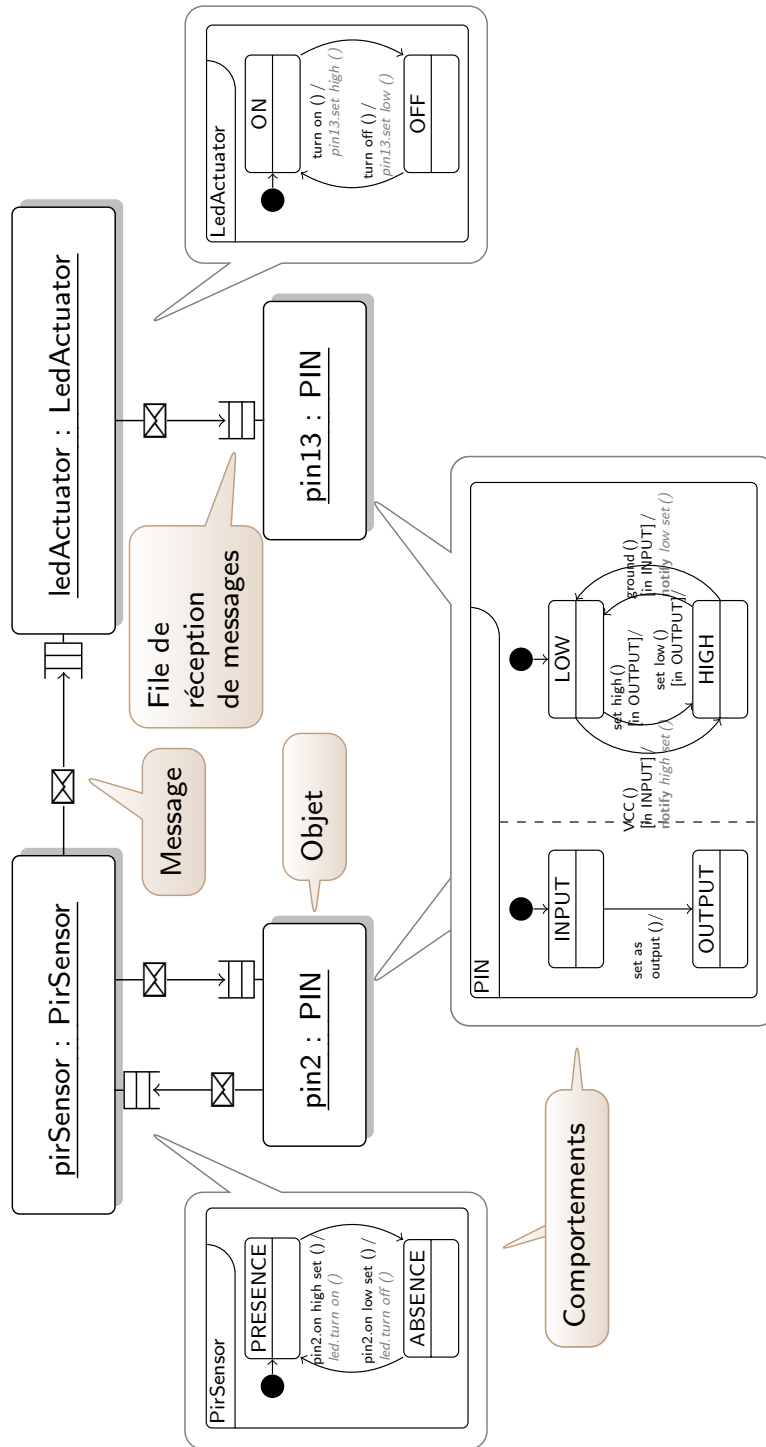 pirSensor : PirSensor
ledActuator : LedActuator
Message
File de
réception
de messages
pin2 : PIN
Objet
pin13 : PIN
PirSensor
PRESENCE
pin2.on high set () /
led.turn on ()
pin2.on low set () /
led.turn off ()
ABSENCE
LedActuator
ON
turn on () /
pin13.set high ()
turn off () /
pin13.set low ()
OFF
Comportements
PIN
INPUT
set as
output ()/
OUTPUT
LOW
VCC ()
[in INPUT] /
notify high set ()
set high ()
[in OUTPUT]/
set low ()
[in OUTPUT]/
ground ()
[in INPUT] /
notify low set ()
HIGH